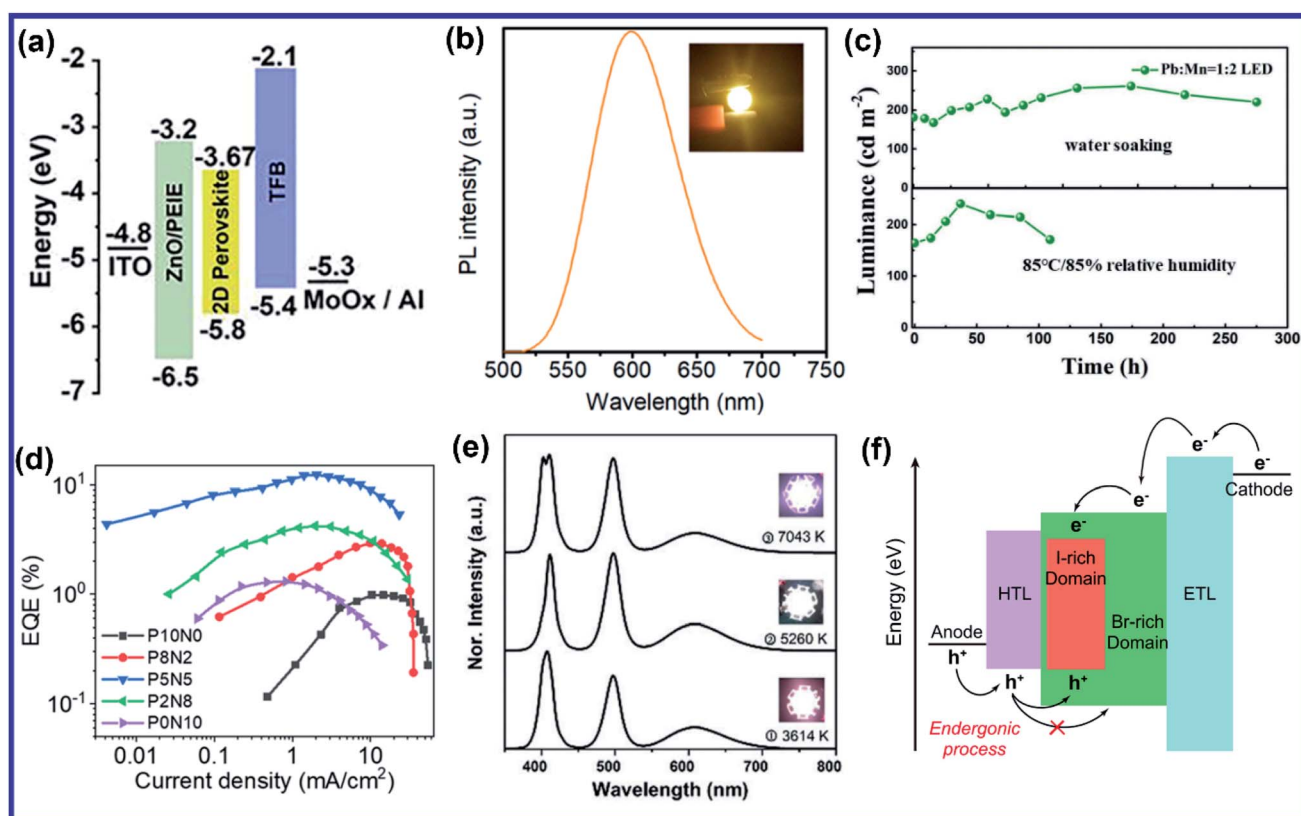 (a)
Energy (eV)
-2
-3
-4
-5
-6
-7
-4.8
ITO
-3.2
ZnO/PEIE
-6.5
-3.67
2D Perovskite
-5.8
-2.1
TFB
-5.4
-5.3
MoOx / Al
(b)
PL intensity (a.u.)
500 550 600 650 700 750
Wavelength (nm)
(c)
Luminance (cd m⁻²)
300
200
100
0
Pb:Mn=1:2 LED
water soaking
200
100
0
85°C/85% relative humidity
0 50 100 150 200 250 300
Time (h)
(d)
EQE (%)
10¹
10⁰
10⁻¹
P10N0
P8N2
P5N5
P2N8
P0N10
0.01 0.1 1 10
Current density (mA/cm²)
(e)
Nor. Intensity (a.u.)
③ 7043 K
② 5260 K
① 3614 K
400 500 600 700 800
Wavelength (nm)
(f)
Energy (eV)
e⁻
e⁻
Cathode
e⁻
e⁻
HTL
I-rich
Domain
Br-rich
Domain
ETL
Anode
h⁺
h⁺
h⁺
Endergonic
process